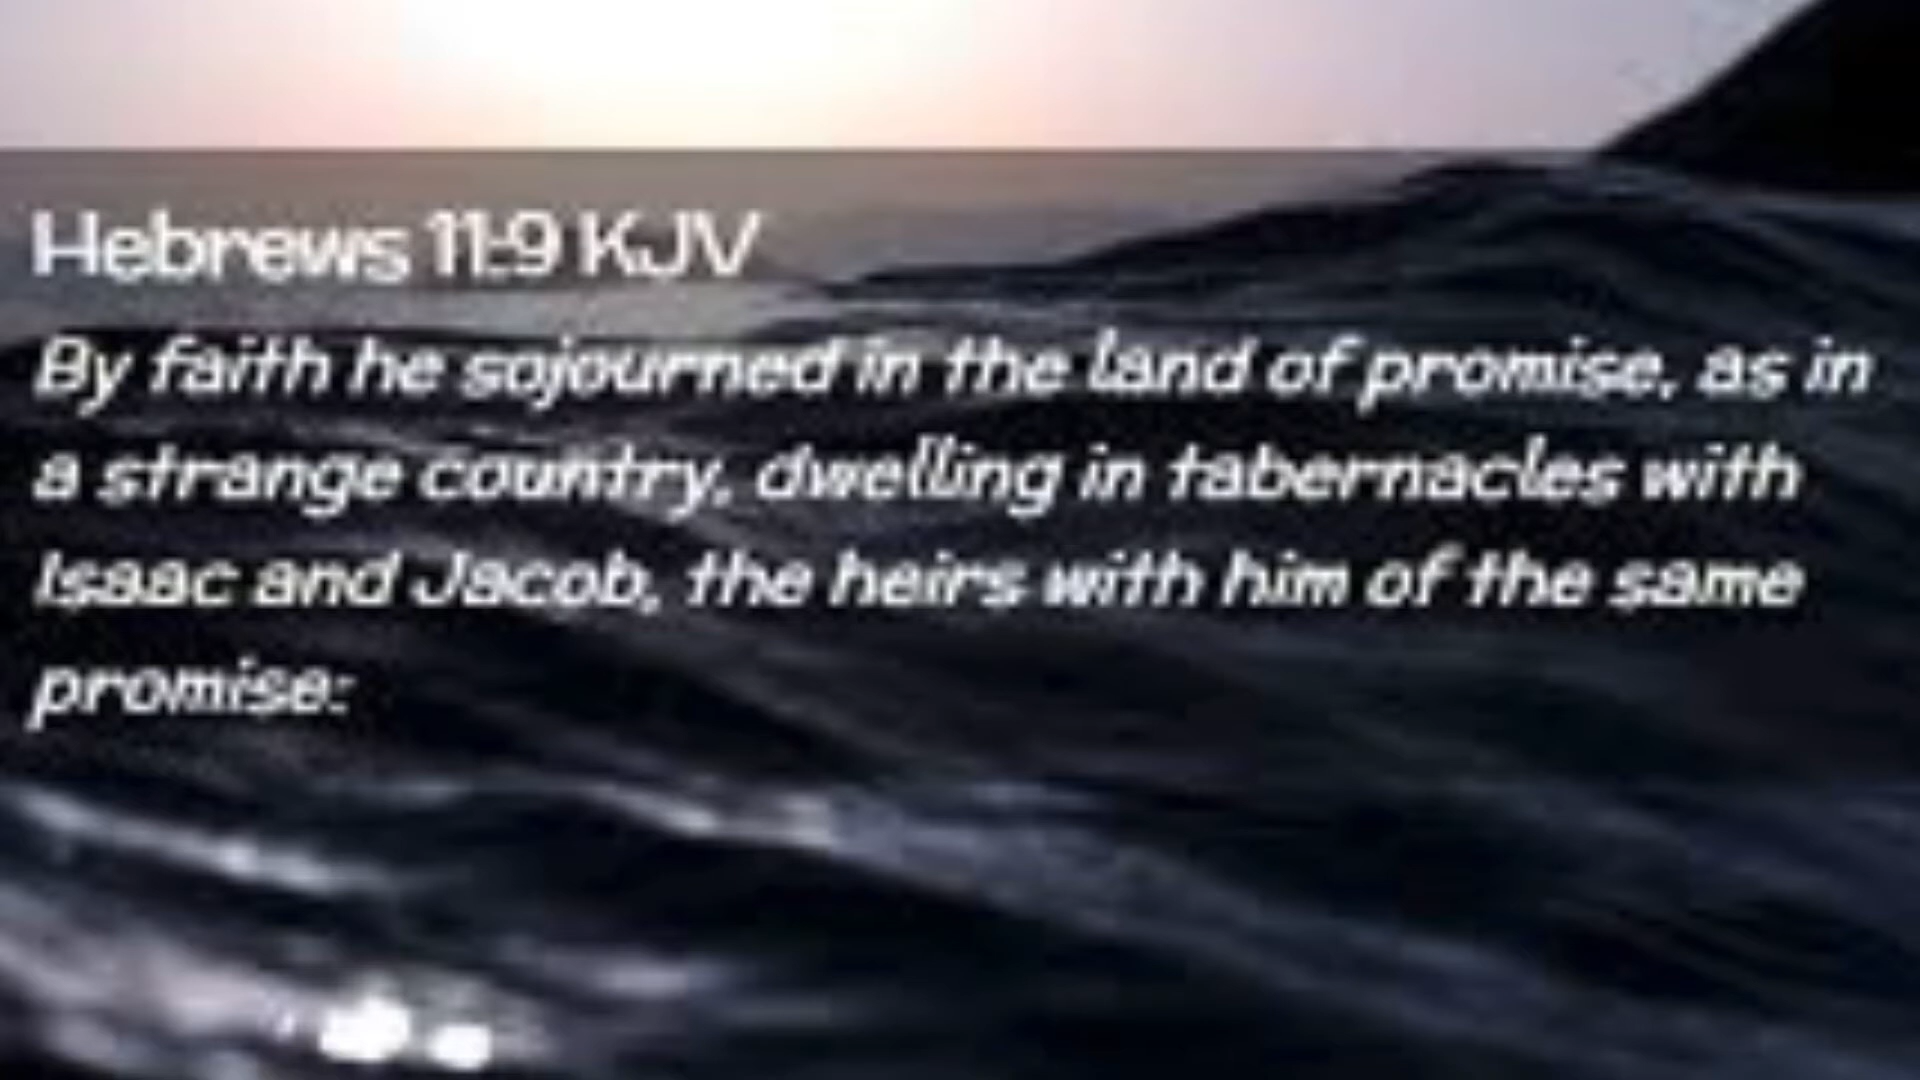 Hebrews 11:9 KJV
By faith he sojourned in the land of promise, as in
a strange country, dwelling in tabernacles with
Isaac and Jacob, the heirs with him of the same
promise: